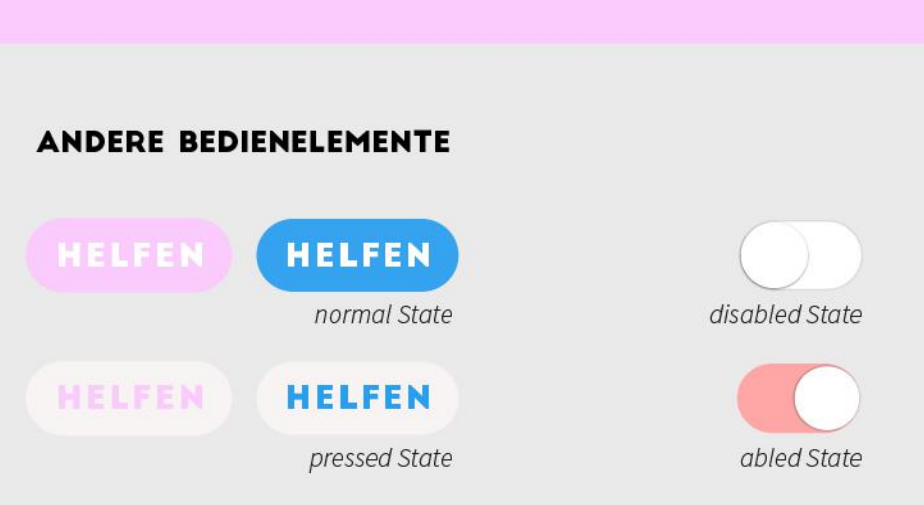 ANDERE BEDIENELEMENTE
HELFEN HELFEN
normal State disabled State
HELFEN HELFEN
pressed State abled State